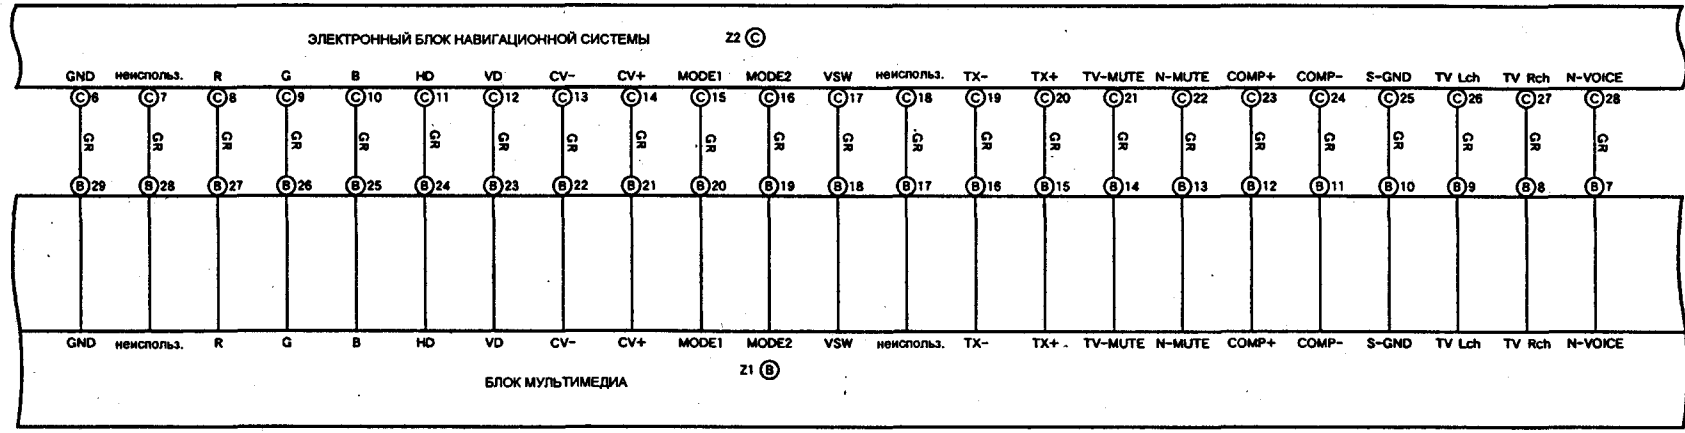 ЭЛЕКТРОННЫЙ БЛОК НАВИГАЦИОННОЙ СИСТЕМЫ Z2 C
GND неиспольз. R G B HD VD CV- CV+ MODE1 MODE2 VSW неиспольз. TX- TX+ TV-MUTE N-MUTE COMP+ COMP- S-GND TV Lch TV Rch N-VOICE
C6 C7 C8 C9 C10 C11 C12 C13 C14 C15 C16 C17 C18 C19 C20 C21 C22 C23 C24 C25 C26 C27 C28
GR GR GR GR GR GR GR GR GR GR GR GR GR GR GR GR GR GR GR GR GR GR GR
B29 B28 B27 B26 B25 B24 B23 B22 B21 B20 B19 B18 B17 B16 B15 B14 B13 B12 B11 B10 B9 B8 B7
GND неиспольз. R G B HD VD CV- CV+ MODE1 MODE2 VSW неиспольз. TX- TX+ TV-MUTE N-MUTE COMP+ COMP- S-GND TV Lch TV Rch N-VOICE
Z1 B
БЛОК МУЛЬТИМЕДИА